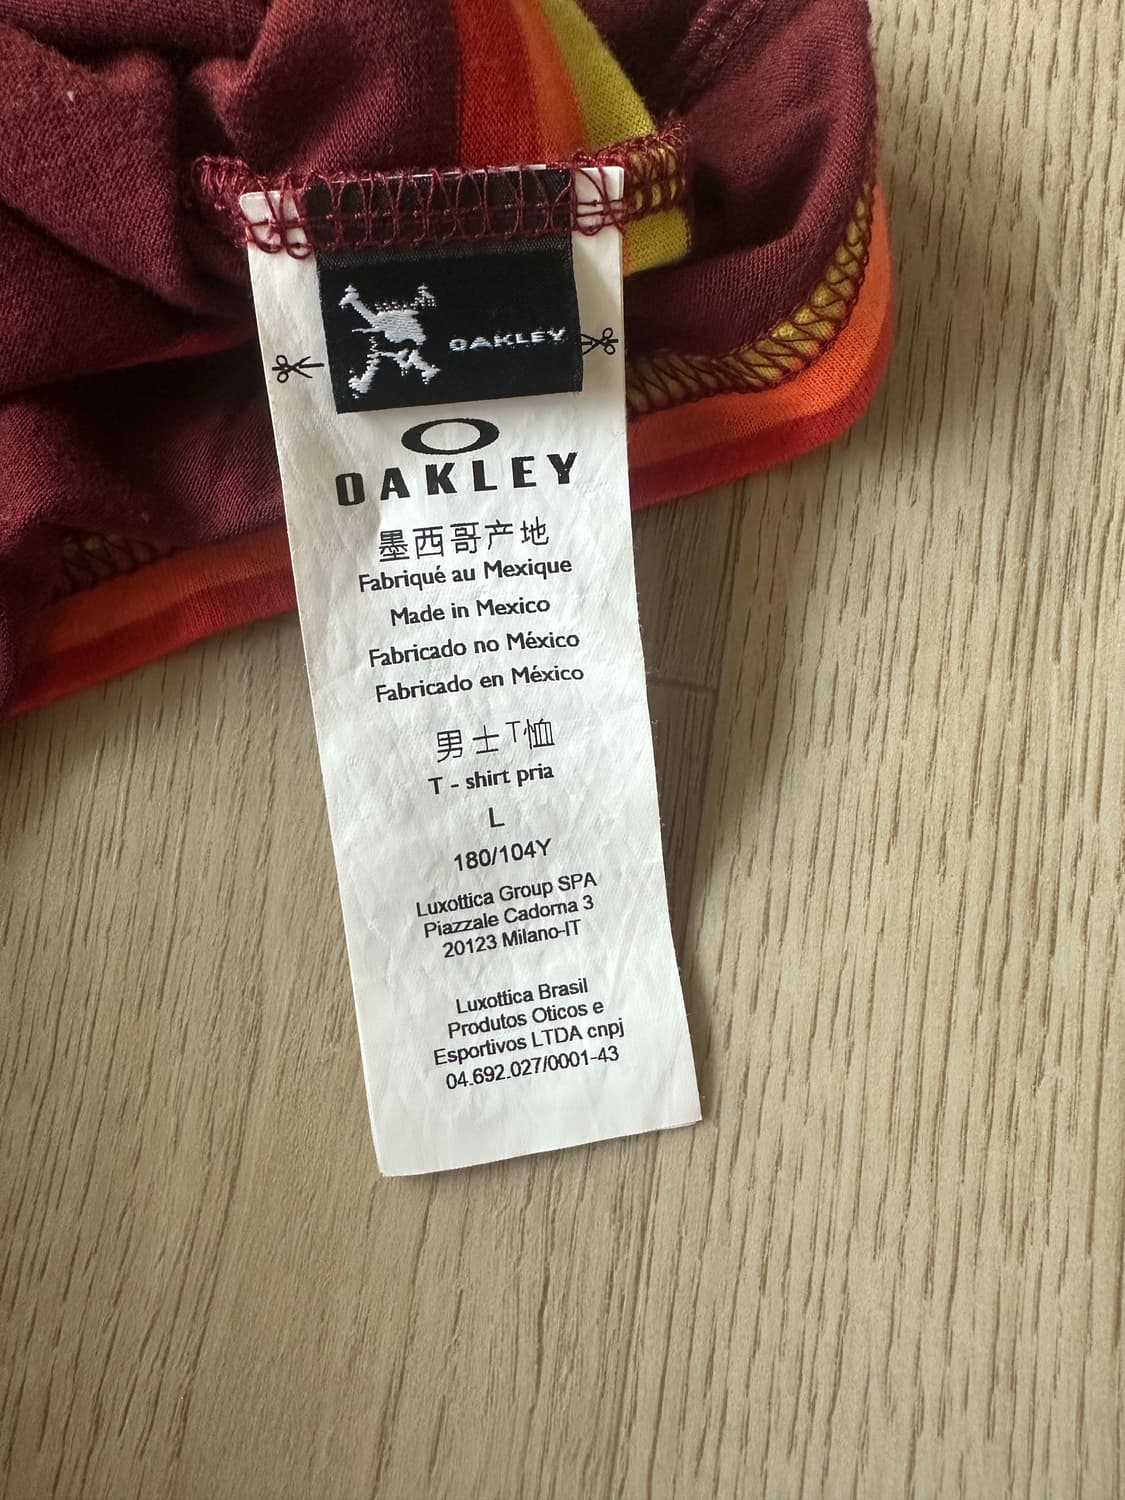 OAKLEY
OAKLEY
墨西哥产地
Fabriqué au Mexique
Made in Mexico
Fabricado no México
Fabricado en México
男士T恤
T - shirt pria
L
180/104Y
Luxottica Group SPA
Piazzale Cadorna 3
20123 Milano-IT
Luxottica Brasil
Produtos Oticos e
Esportivos LTDA cnpj
04.692.027/0001-43